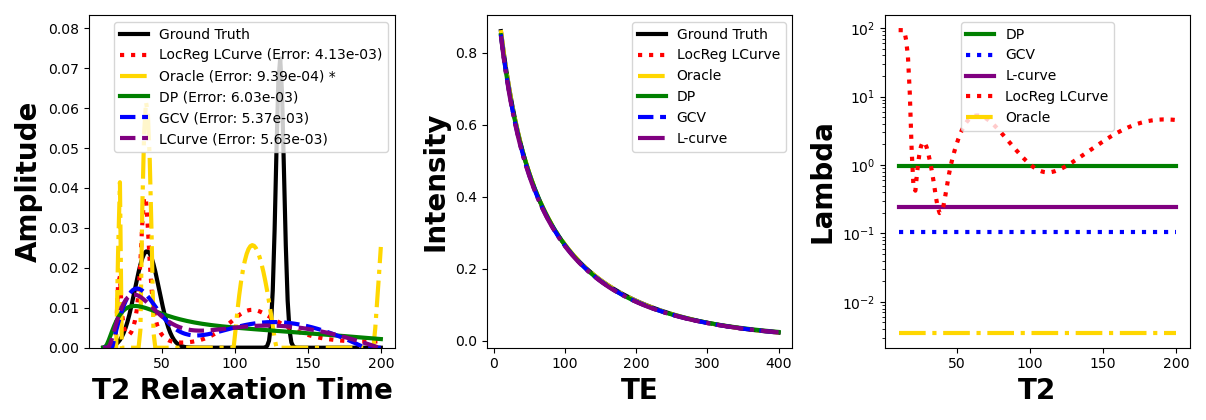 0.08
0.07
0.06
0.05
0.04
0.03
0.02
0.01
0.00
Amplitude
Ground Truth
LocReg LCurve (Error: 4.13e-03)
Oracle (Error: 9.39e-04) *
DP (Error: 6.03e-03)
GCV (Error: 5.37e-03)
LCurve (Error: 5.63e-03)
50 100 150 200
T2 Relaxation Time
0.8
0.6
0.4
0.2
0.0
Intensity
Ground Truth
LocReg LCurve
Oracle
DP
GCV
L-curve
0 100 200 300 400
TE
10²
10¹
10⁰
10⁻¹
10⁻²
Lambda
DP
GCV
L-curve
LocReg LCurve
Oracle
50 100 150 200
T2